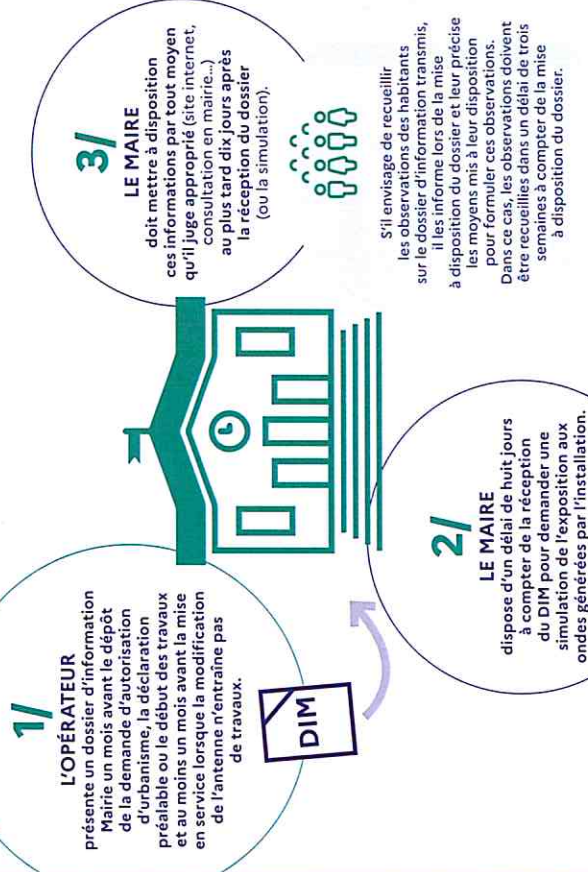 1/
L'OPÉRATEUR
présente un dossier d'information
Mairie un mois avant le dépôt
de la demande d'autorisation
d'urbanisme, la déclaration
préalable ou le début des travaux
et au moins un mois avant la mise
en service lorsque la modification
de l'antenne n'entraîne pas
de travaux.
DIM
2/
LE MAIRE
dispose d'un délai de huit jours
à compter de la réception
du DIM pour demander une
simulation de l'exposition aux
ondes générées par l'installation.
3/
LE MAIRE
doit mettre à disposition
ces informations par tout moyen
qu'il juge approprié (site internet,
consultation en mairie...)
au plus tard dix jours après
la réception du dossier
(ou la simulation).
S'il envisage de recueillir
les observations des habitants
sur le dossier d'information transmis,
il les informe lors de la mise
à disposition du dossier et leur précise
les moyens mis à leur disposition
pour formuler ces observations.
Dans ce cas, les observations doivent
être recueillies dans un délai de trois
semaines à compter de la mise
à disposition du dossier.